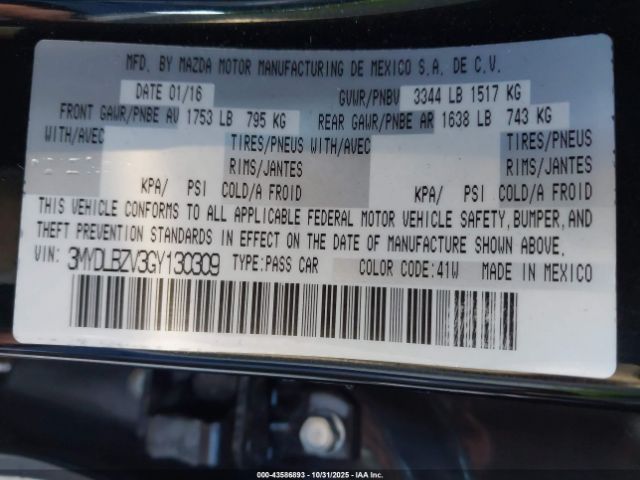 MFD. BY MAZDA MOTOR MANUFACTURING DE MEXICO S.A. DE C.V.
DATE 01/16 GVWR/PNBV 3344 LB 1517 KG
FRONT GAWR/PNBE AV 1753 LB 795 KG REAR GAWR/PNBE AR 1638 LB 743 KG
WITH/AVEC TIRES/PNEUS WITH/AVEC TIRES/PNEUS
RIMS/JANTES RIMS/JANTES
KPA/ PSI COLD/A FROID KPA/ PSI COLD/A FROID
THIS VEHICLE CONFORMS TO ALL APPLICABLE FEDERAL MOTOR VEHICLE SAFETY, BUMPER, AND
THEFT PREVENTION STANDARDS IN EFFECT ON THE DATE OF MANUFACTURE SHOWN ABOVE.
VIN: 3MYDLBZV3GY130309 TYPE:PASS CAR COLOR CODE:41W MADE IN MEXICO
000-43586893 - 10/31/2025 - IAA, Inc.